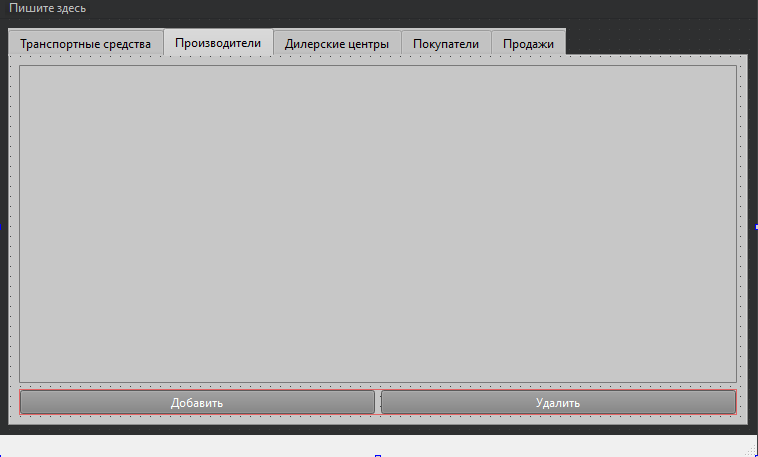 Пишите здесь
Транспортные средства Производители Дилерские центры Покупатели Продажи
Добавить Удалить